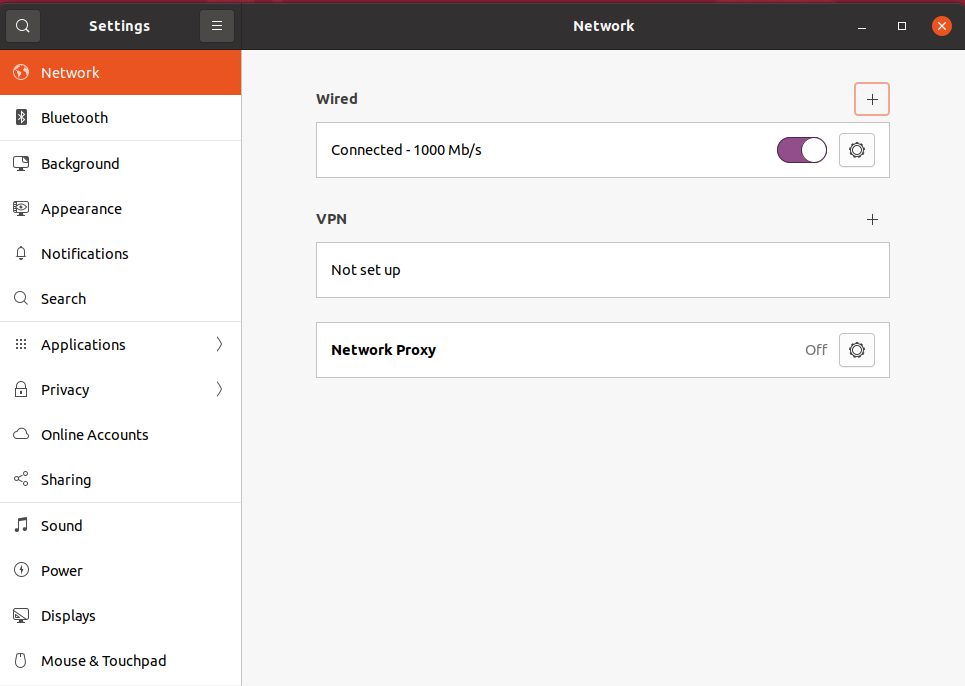 Settings
Network
Network
Bluetooth
Background
Appearance
Notifications
Search
Applications
Privacy
Online Accounts
Sharing
Sound
Power
Displays
Mouse & Touchpad
Wired
Connected - 1000 Mb/s
VPN
Not set up
Network Proxy
Off